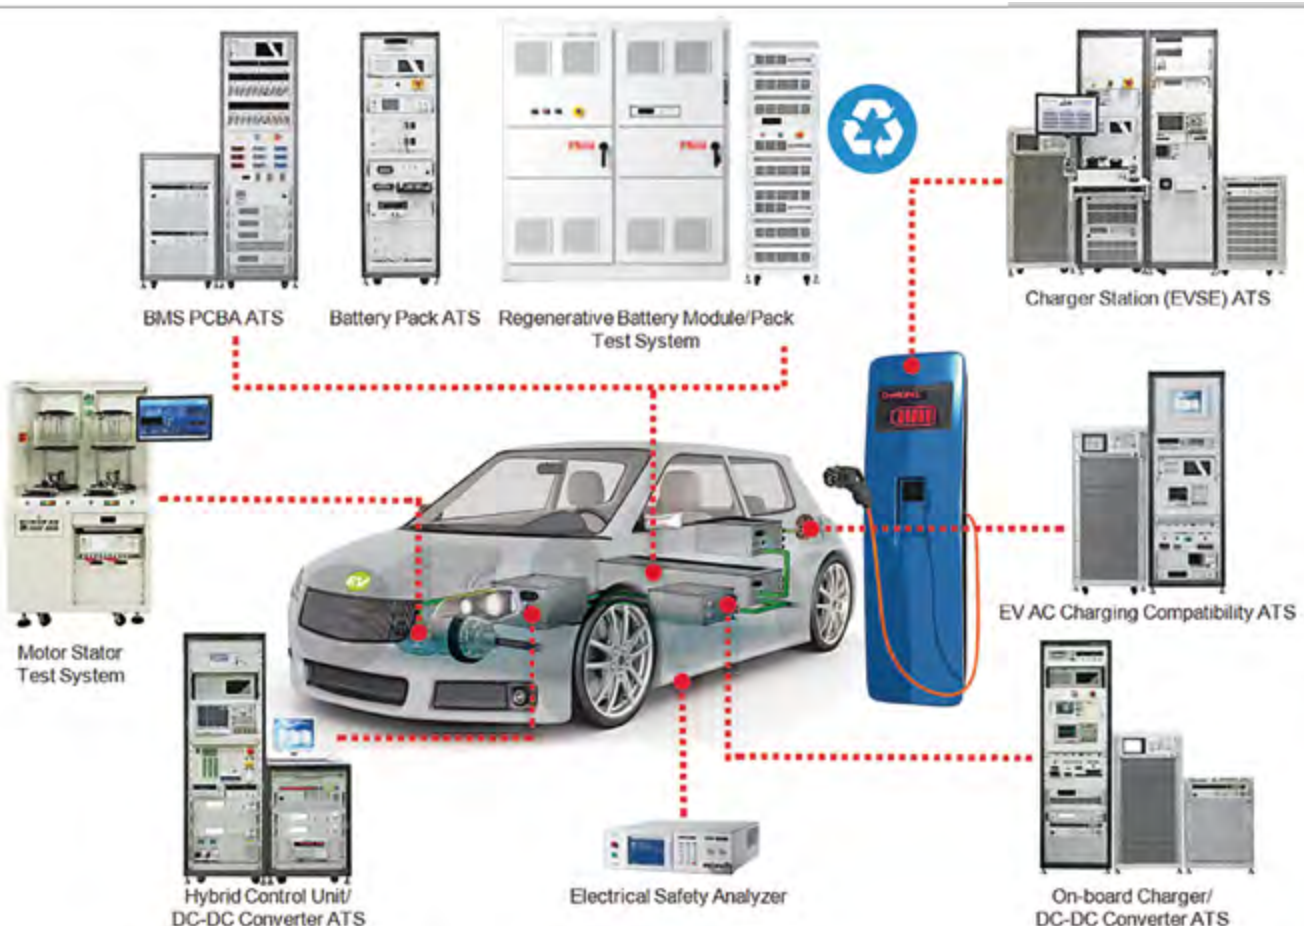 BMS PCBA ATS
Battery Pack ATS
Regenerative Battery Module/Pack
Test System
Charger Station (EVSE) ATS
CHARGING
EV
Motor Stator
Test System
EV AC Charging Compatibility ATS
Hybrid Control Unit/
DC-DC Converter ATS
Electrical Safety Analyzer
On-board Charger/
DC-DC Converter ATS